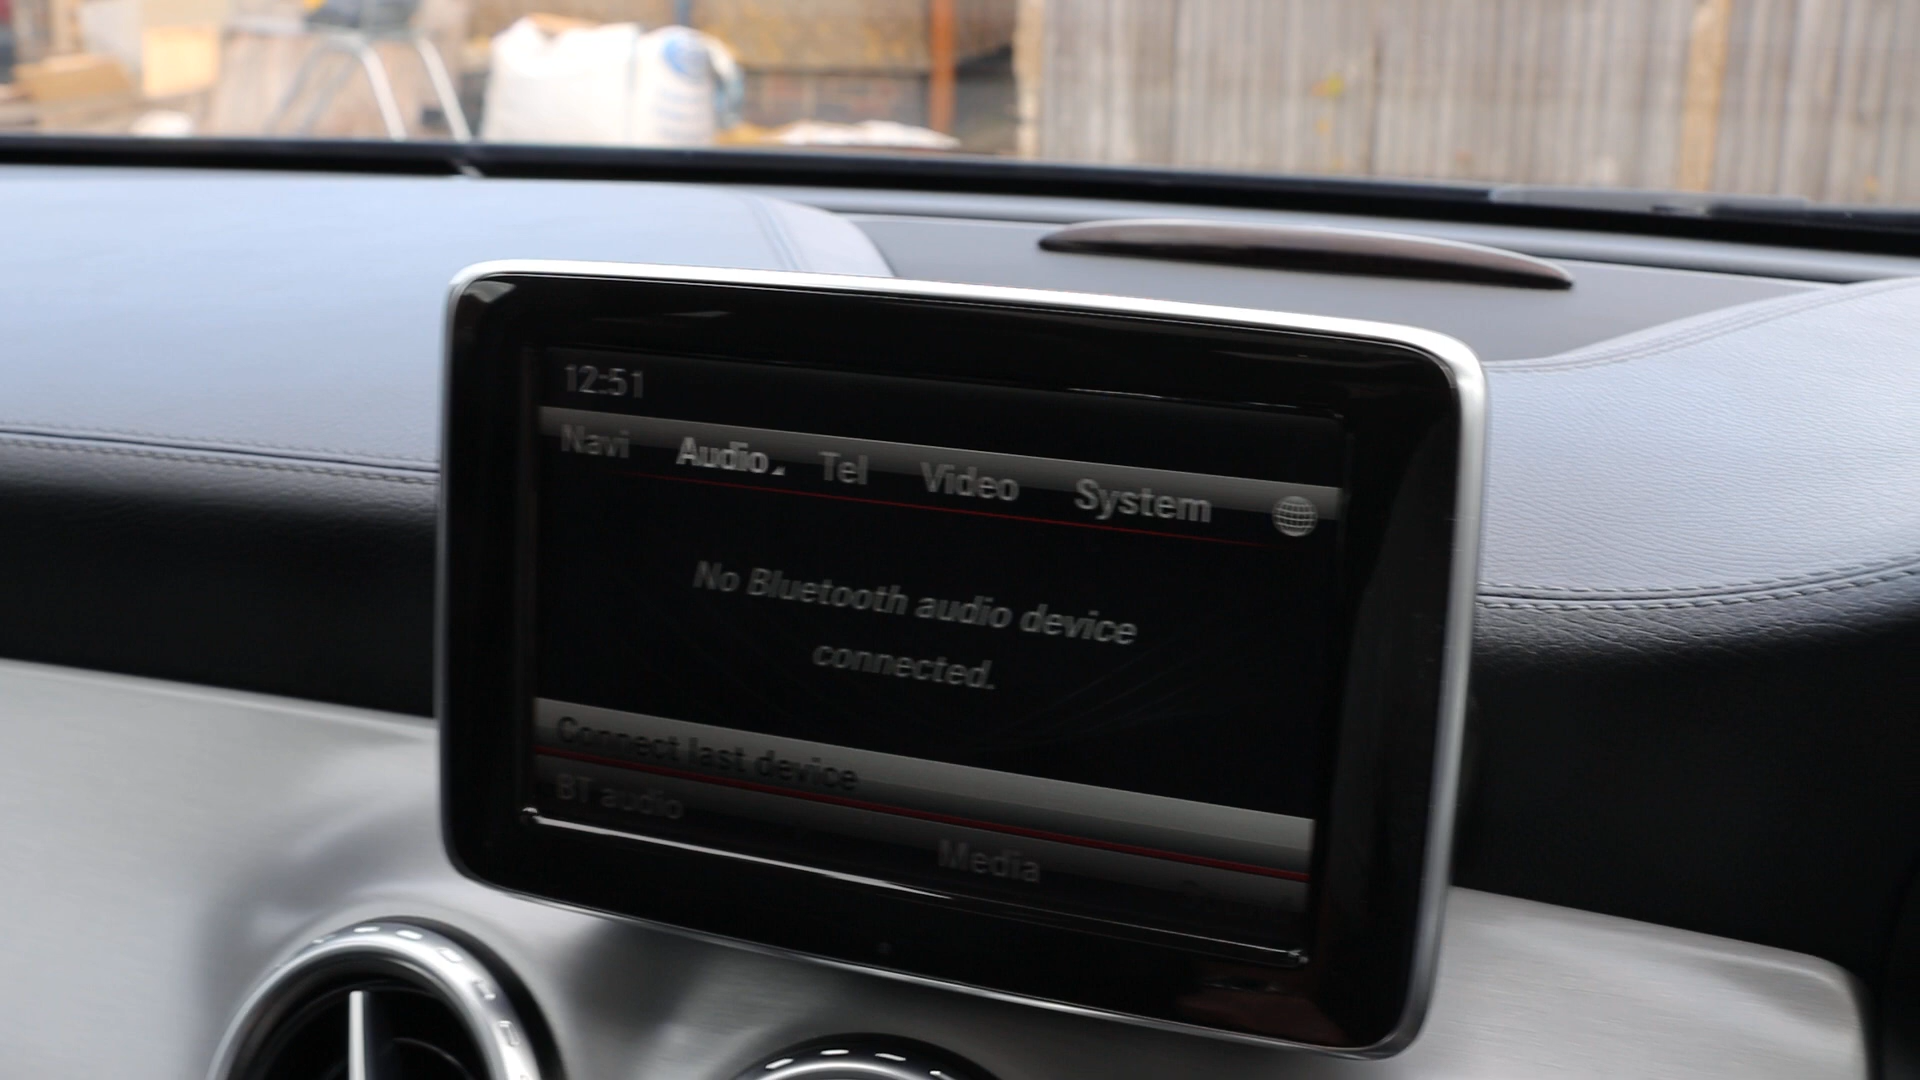 12:51
Navi Audio Tel Video System
No Bluetooth audio device
connected.
Connect last device
BT audio Media